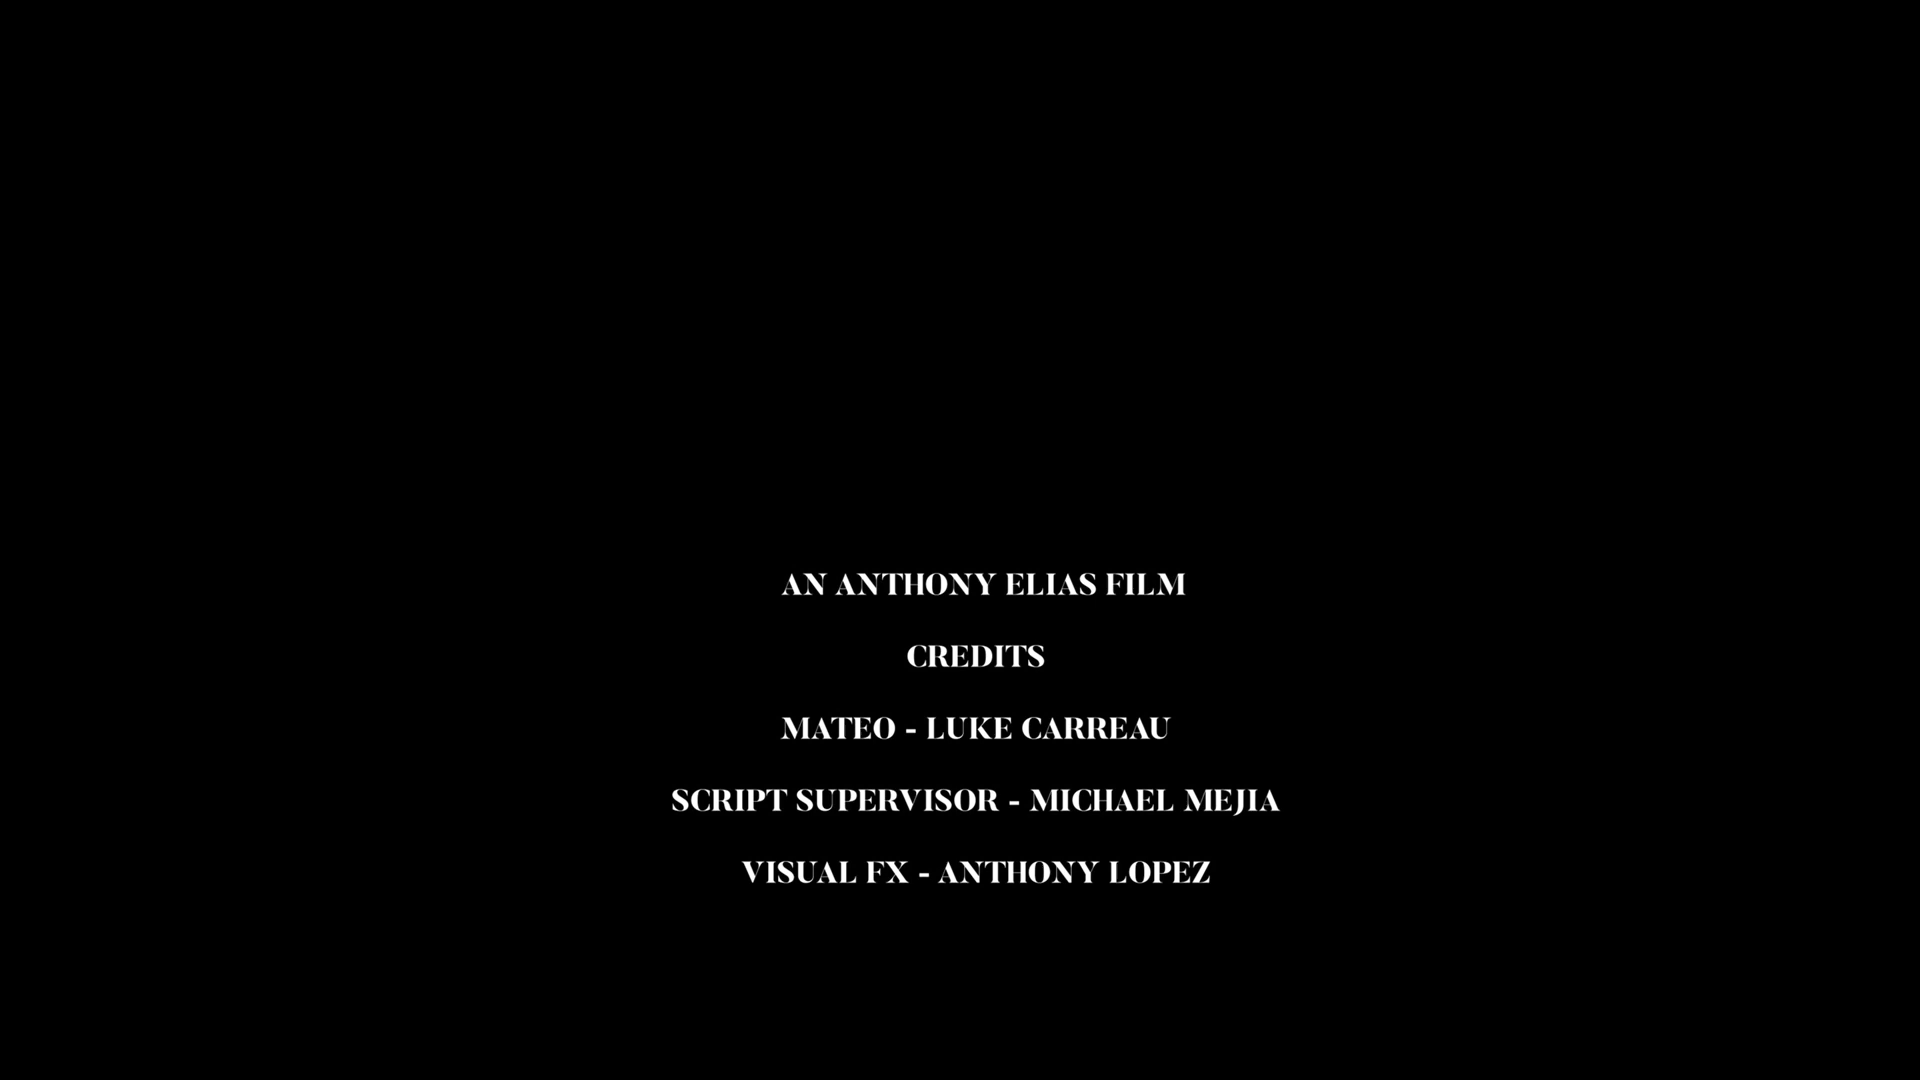 AN ANTHONY ELIAS FILM
CREDITS
MATEO - LUKE CARREAU
SCRIPT SUPERVISOR - MICHAEL MEJIA
VISUAL FX - ANTHONY LOPEZ